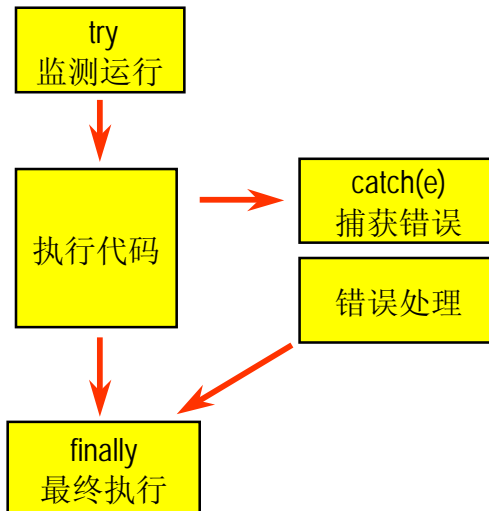 try
监测运行
执行代码
catch(e)
捕获错误
错误处理
finally
最终执行